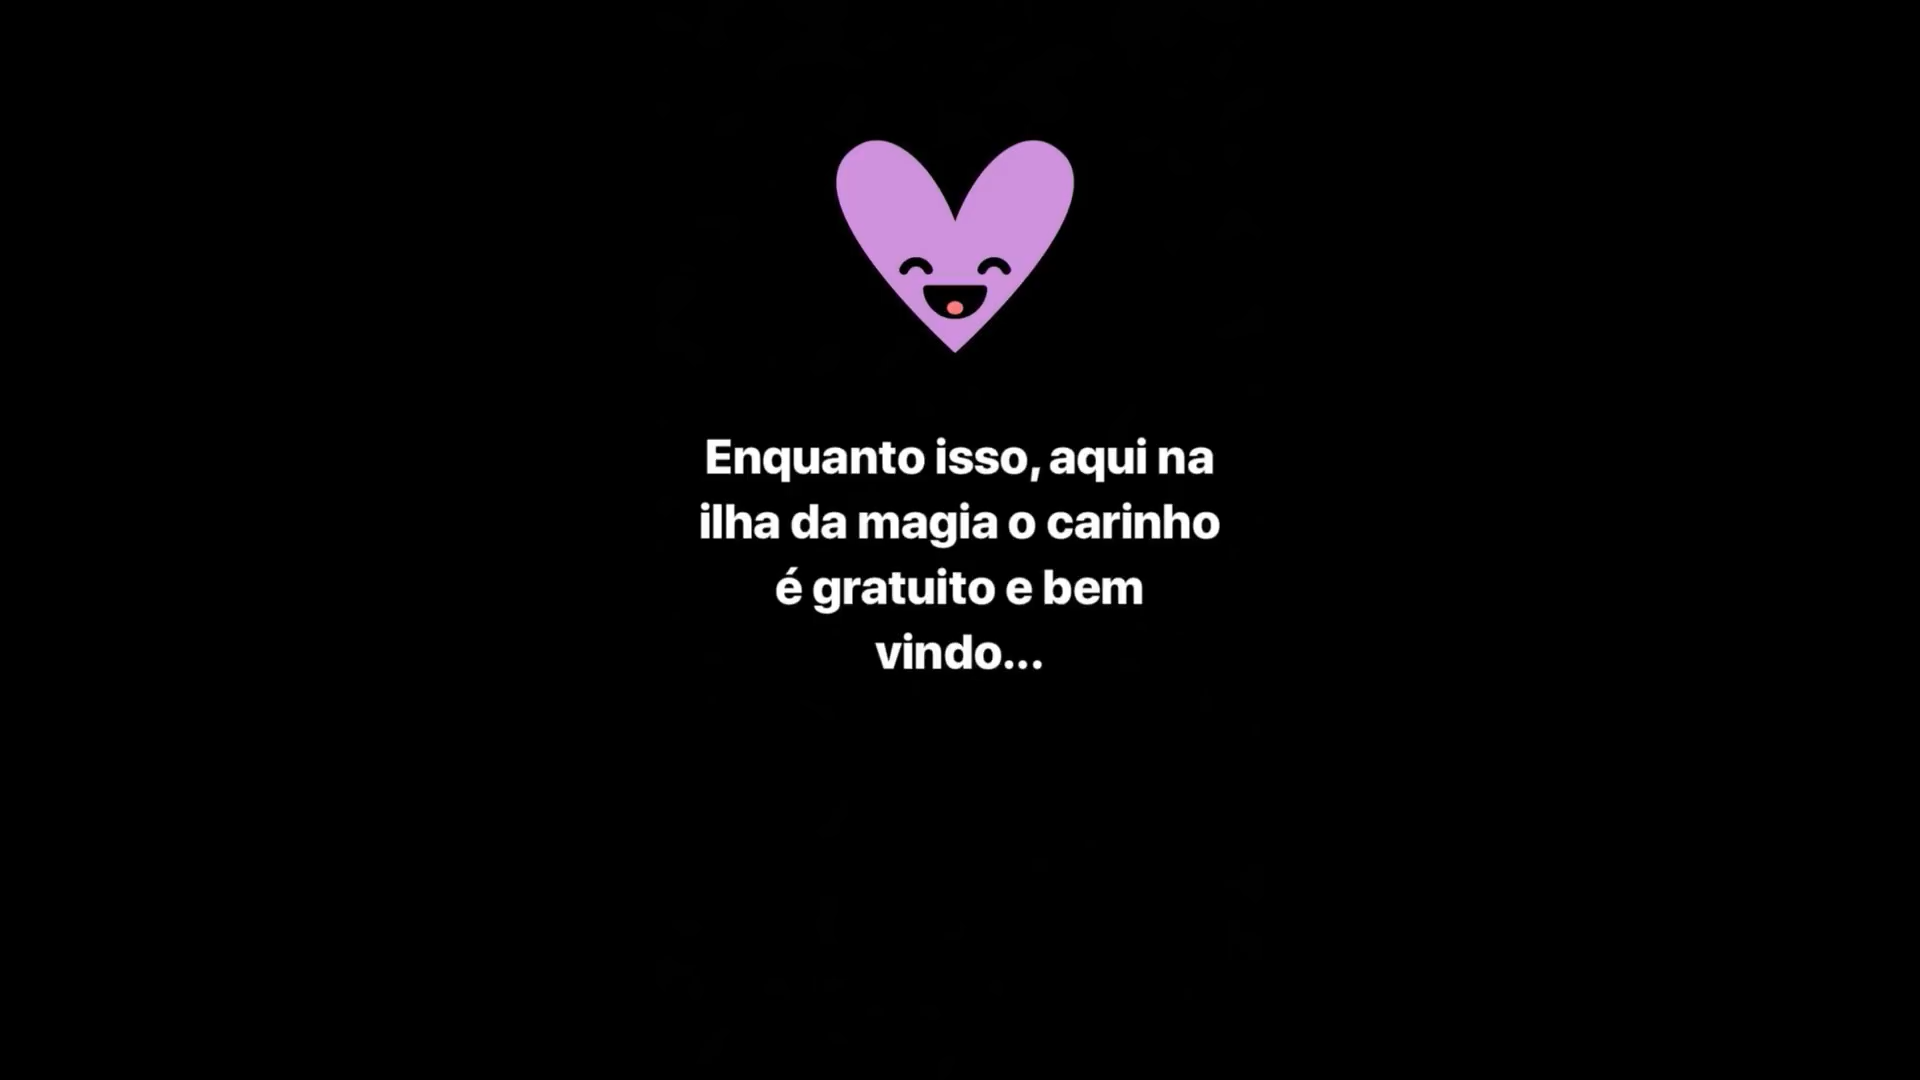 Enquanto isso, aqui na
ilha da magia o carinho
é gratuito e bem
vindo...